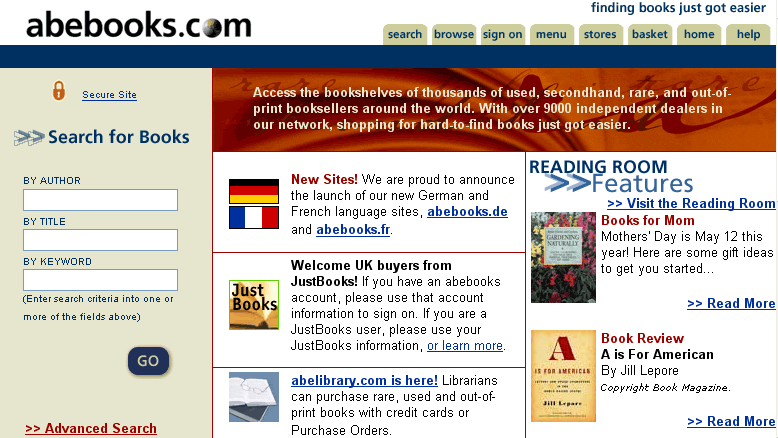 abebooks.com
finding books just got easier
search
browse
sign on
menu
stores
basket
home
help
Secure Site
Search for Books
BY AUTHOR
BY TITLE
BY KEYWORD
(Enter search criteria into one or
more of the fields above)
GO
>> Advanced Search
Access the bookshelves of thousands of used, secondhand, rare, and out-of-
print booksellers around the world. With over 9000 independent dealers in
our network, shopping for hard-to-find books just got easier.
New Sites! We are proud to announce
the launch of our new German and
French language sites, abebooks.de
and abebooks.fr.
Just
Books
Welcome UK buyers from
JustBooks! If you have an abebooks
account, please use that account
information to sign on. If you are a
JustBooks user, please use your
JustBooks information, or learn more.
abelibrary.com is here! Librarians
can purchase rare, used and out-of-
print books with credit cards or
Purchase Orders.
READING ROOM
Features
>> Visit the Reading Room
GARDENING
NATURALLY
Books for Mom
Mothers' Day is May 12 this
year! Here are some gift ideas
to get you started...
>> Read More
A
IS FOR AMERICAN
Jill Lepore
Book Review
A is For American
By Jill Lepore
Copyright Book Magazine.
>> Read More